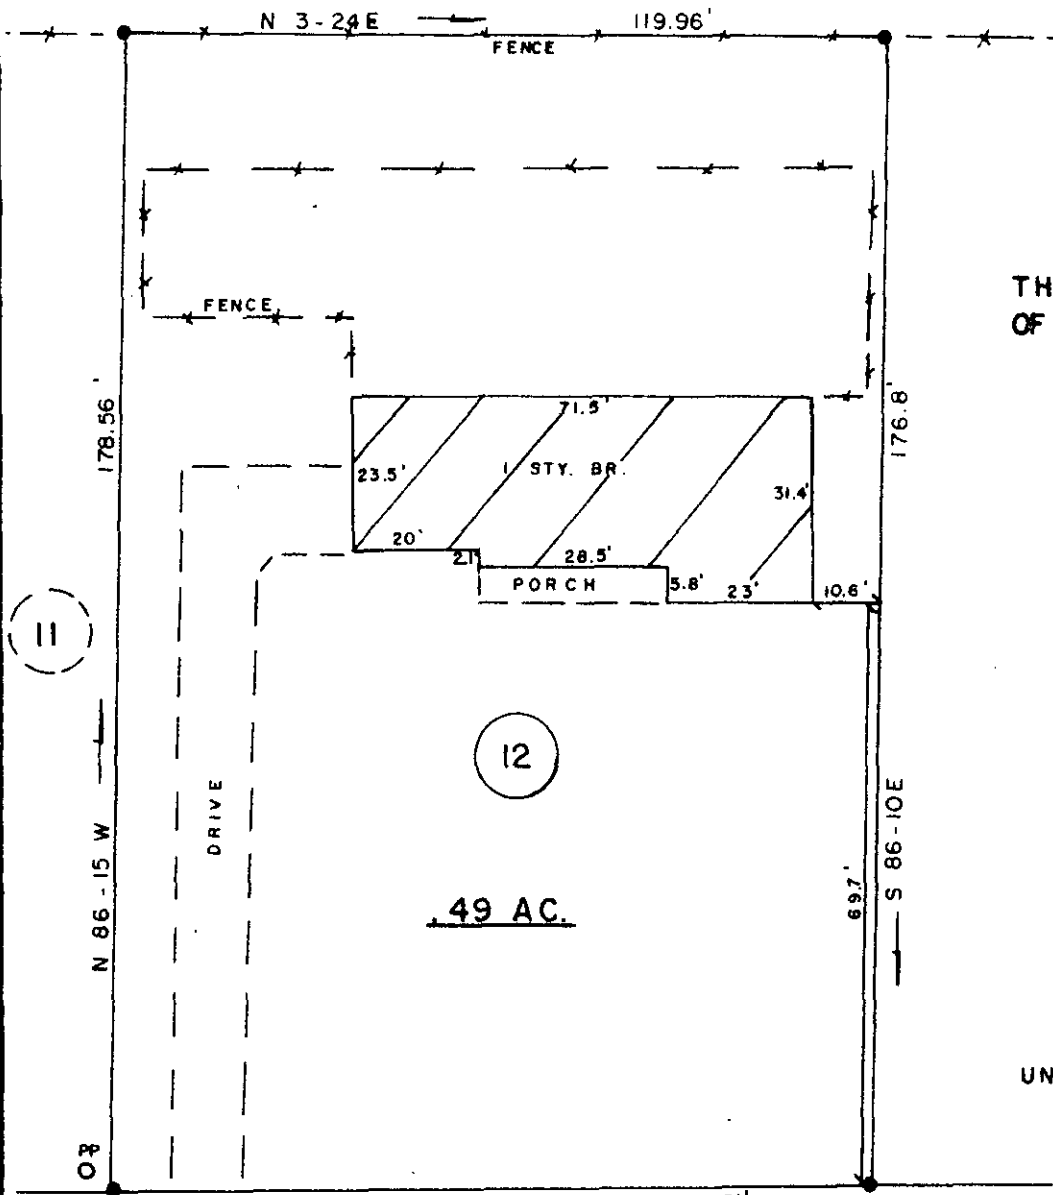 N 3-24E 119.96'
FENCE
TH
OF
FENCE
178.56'
71.5'
176.8'
23.5'
1 STY. BR.
31.4'
20'
2.1'
28.5'
PORCH
5.8'
23'
10.6'
11
12
DRIVE
N 86-15 W
S 86-10E
69.7'
.49 AC.
UN
PP